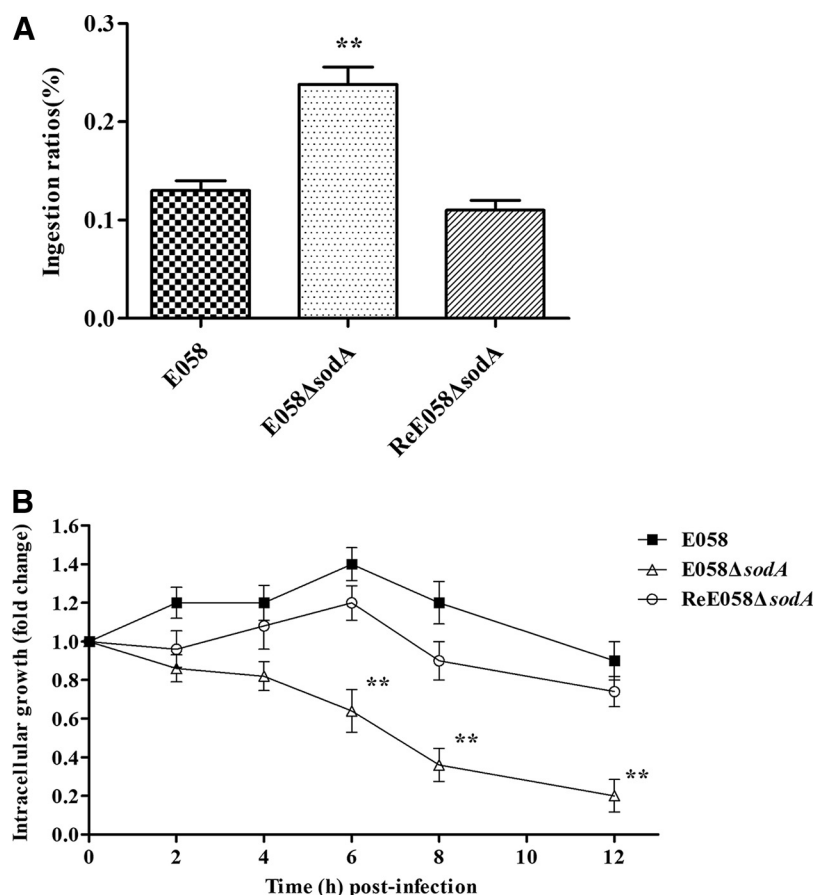 A
Ingestion ratios(%)
0.3
0.2
0.1
0.0
**
E058
E058ΔsodA
ReE058ΔsodA
B
Intracellular growth (fold change)
1.6
1.4
1.2
1.0
0.8
0.6
0.4
0.2
0.0
**
**
**
0 2 4 6 8 10 12
Time (h) post-infection
E058
E058ΔsodA
ReE058ΔsodA